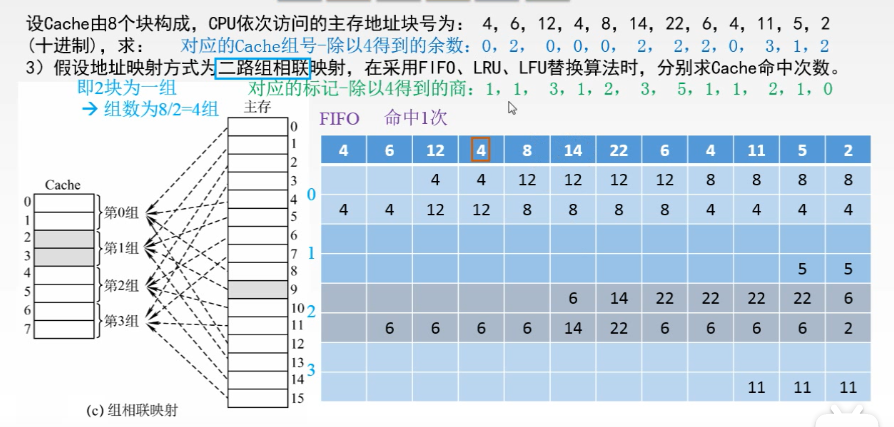 设Cache由8个块构成，CPU依次访问的主存地址块号为： 4，6，12，4，8，14，22，6，4，11，5，2
(十进制)，求： 对应的Cache组号-除以4得到的余数：0，2， 0，0，0， 2， 2，2，0， 3，1，2
3）假设地址映射方式为二路组相联映射，在采用FIFO、LRU、LFU替换算法时，分别求Cache命中次数。
即2块为一组 对应的标记-除以4得到的商：1，1， 3，1，2， 3， 5，1，1， 2，1，0
→ 组数为8/2=4组
主存
FIFO 命中1次
Cache
0
1
2
3
4
5
6
7
第0组
第1组
第2组
第3组
0
1
2
3
4
5
6
7
8
9
10
11
12
13
14
15
(c) 组相联映射
4 6 12 4 8 14 22 6 4 11 5 2
0 4 4 12 12 12 12 8 8 8 8
4 4 12 12 8 8 8 8 4 4 4 4
1
5 5
2 6 14 22 22 22 22 6
6 6 6 6 14 22 6 6 6 6 2
3
11 11 11